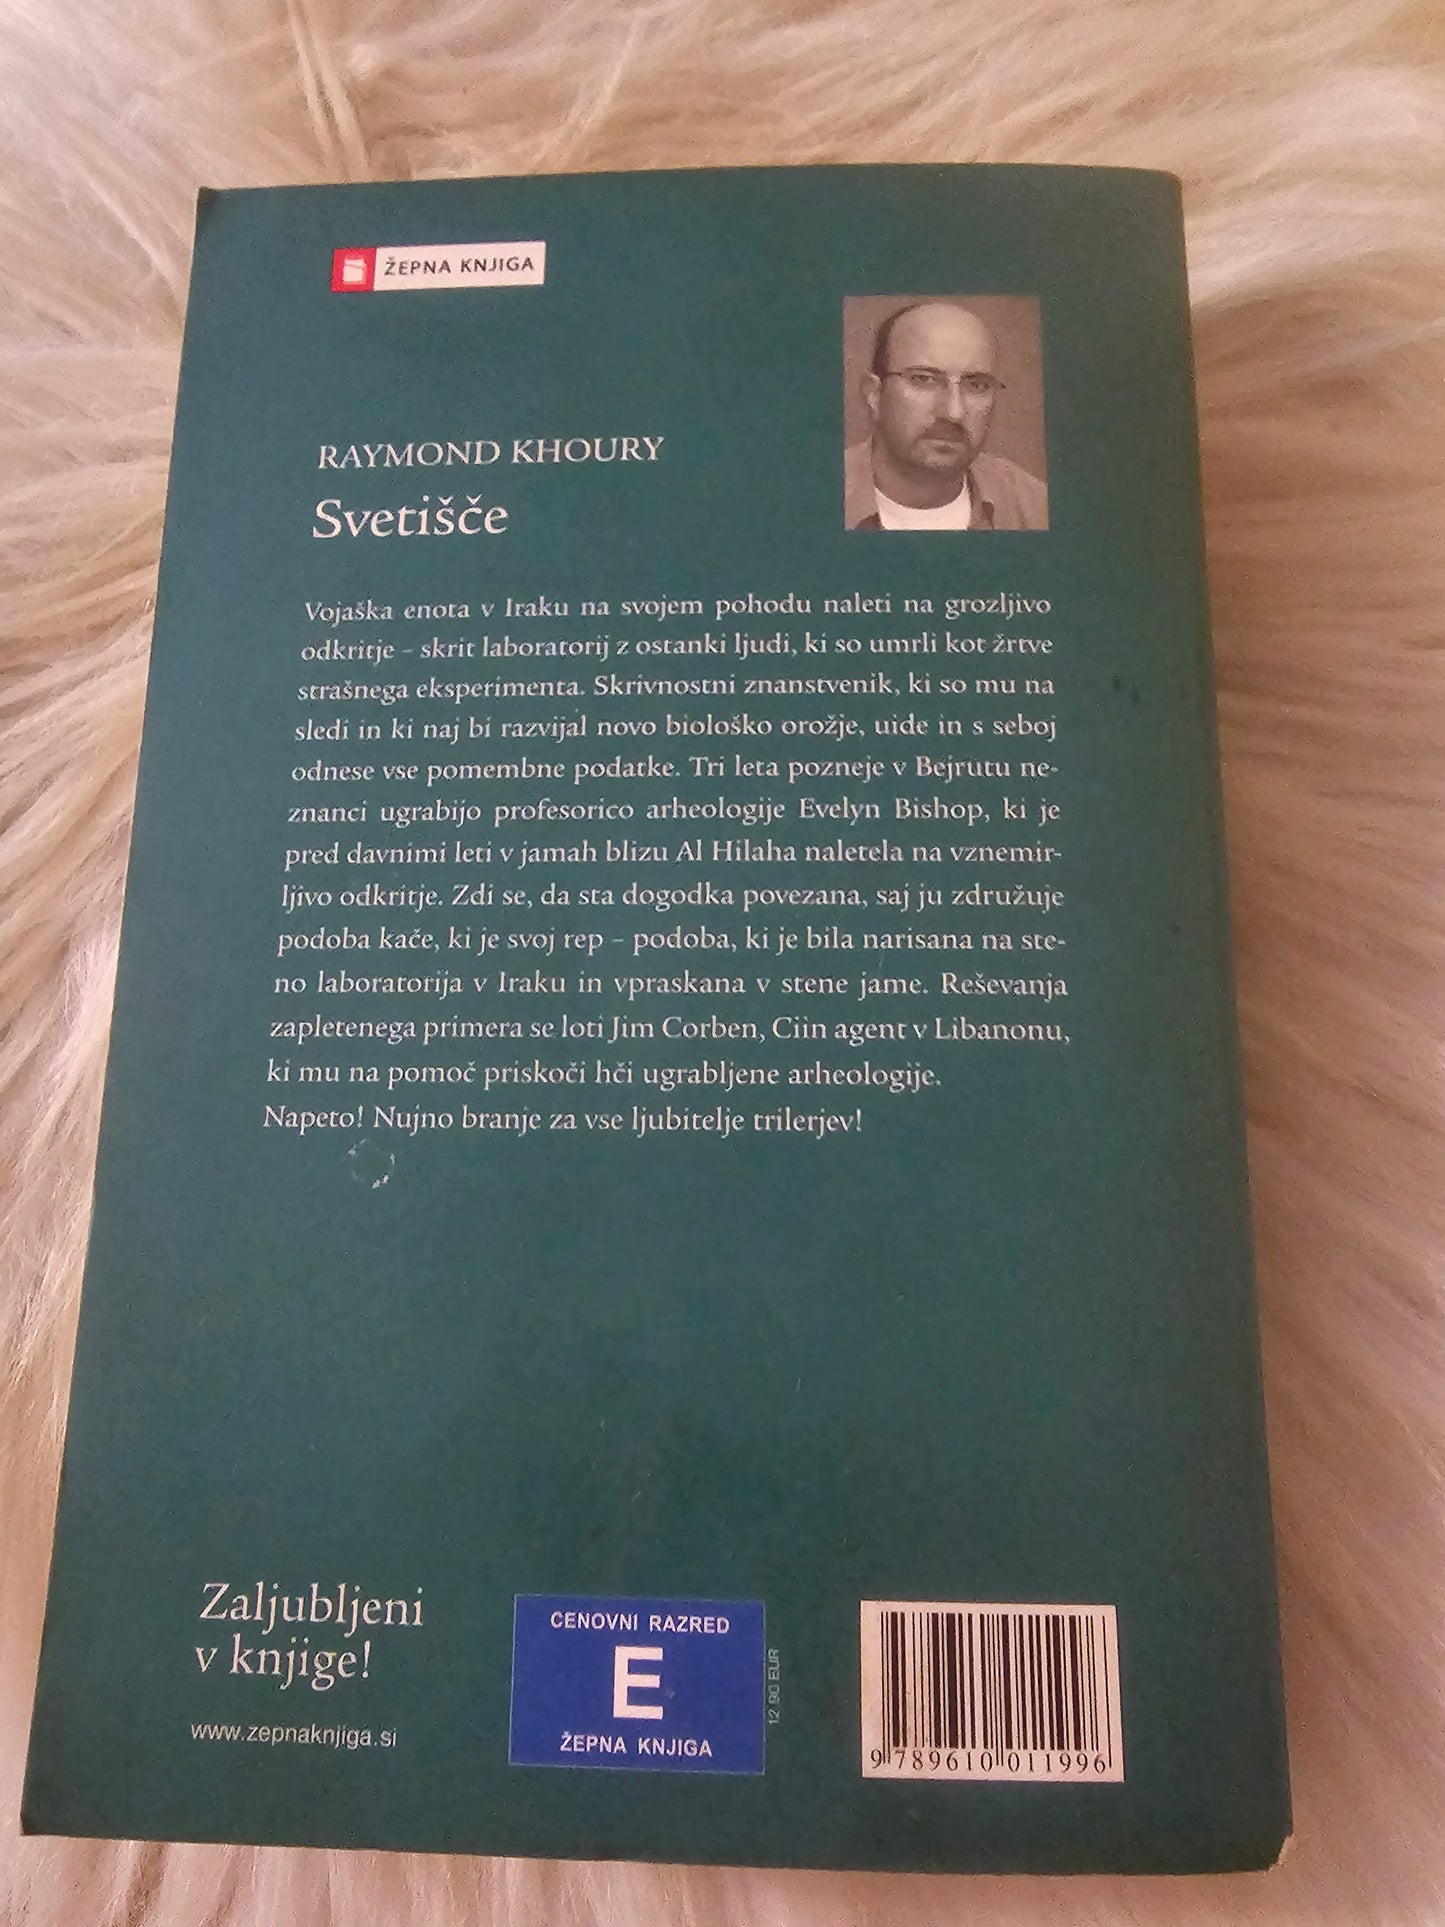 ŽEPNA KNJIGA
RAYMOND KHOURY
Svetišče
Vojaška enota v Iraku na svojem pohodu naleti na grozljivo
odkritje – skrit laboratorij z ostanki ljudi, ki so umrli kot žrtve
strašnega eksperimenta. Skrivnostni znanstvenik, ki so mu na
sledi in ki naj bi razvijal novo biološko orožje, uide in s seboj
odnese vse pomembne podatke. Tri leta pozneje v Bejrutu ne-
znanci ugrabijo profesorico arheologije Evelyn Bishop, ki je
pred davnimi leti v jamah blizu Al Hilaha naletela na vznemir-
ljivo odkritje. Zdi se, da sta dogodka povezana, saj ju združuje
podoba kače, ki je svoj rep – podoba, ki je bila narisana na ste-
no laboratorija v Iraku in vpraskana v stene jame. Reševanja
zapletenega primera se loti Jim Corben, Ciin agent v Libanonu,
ki mu na pomoč priskoči hči ugrabljene arheologije.
Napeto! Nujno branje za vse ljubitelje trilerjev!
Zaljubljeni
v knjige!
www.zepnaknjiga.si
CENOVNI RAZRED
E
ŽEPNA KNJIGA
12.90 EUR
9 789610 011996